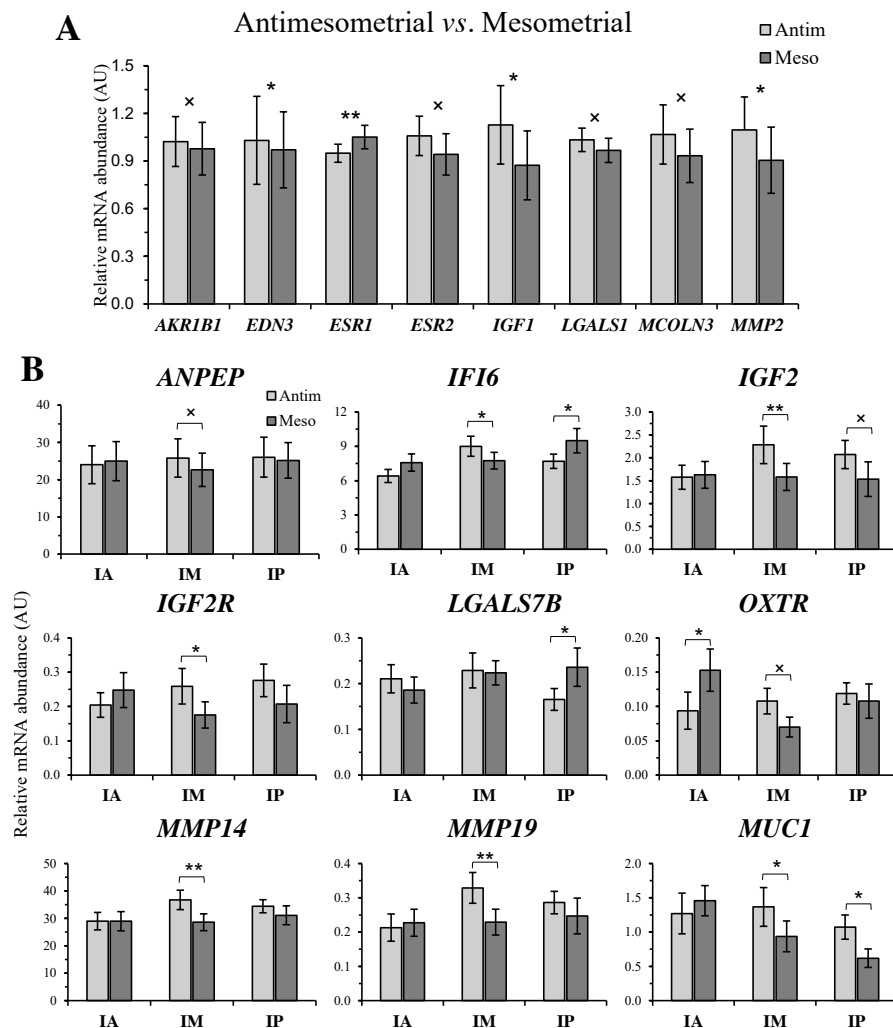 A
Antimesometrial vs. Mesometrial
Antim
Meso
Relative mRNA abundance (AU)
1.5
1.2
0.9
0.6
0.3
0.0
× * ** × * × × *
AKR1B1 EDN3 ESR1 ESR2 IGF1 LGALS1 MCOLN3 MMP2
B
Relative mRNA abundance (AU)
ANPEP
Antim
Meso
40
30
20
10
0
×
IA IM IP
IFI6
12
9
6
3
0
* *
IA IM IP
IGF2
3.0
2.5
2.0
1.5
1.0
0.5
0.0
** ×
IA IM IP
IGF2R
0.4
0.3
0.2
0.1
0.0
*
IA IM IP
LGALS7B
0.3
0.2
0.1
0.0
*
IA IM IP
OXTR
0.20
0.15
0.10
0.05
0.00
* ×
IA IM IP
MMP14
50
40
30
20
10
0
**
IA IM IP
MMP19
0.4
0.3
0.2
0.1
0.0
**
IA IM IP
MUC1
2.0
1.5
1.0
0.5
0.0
* *
IA IM IP